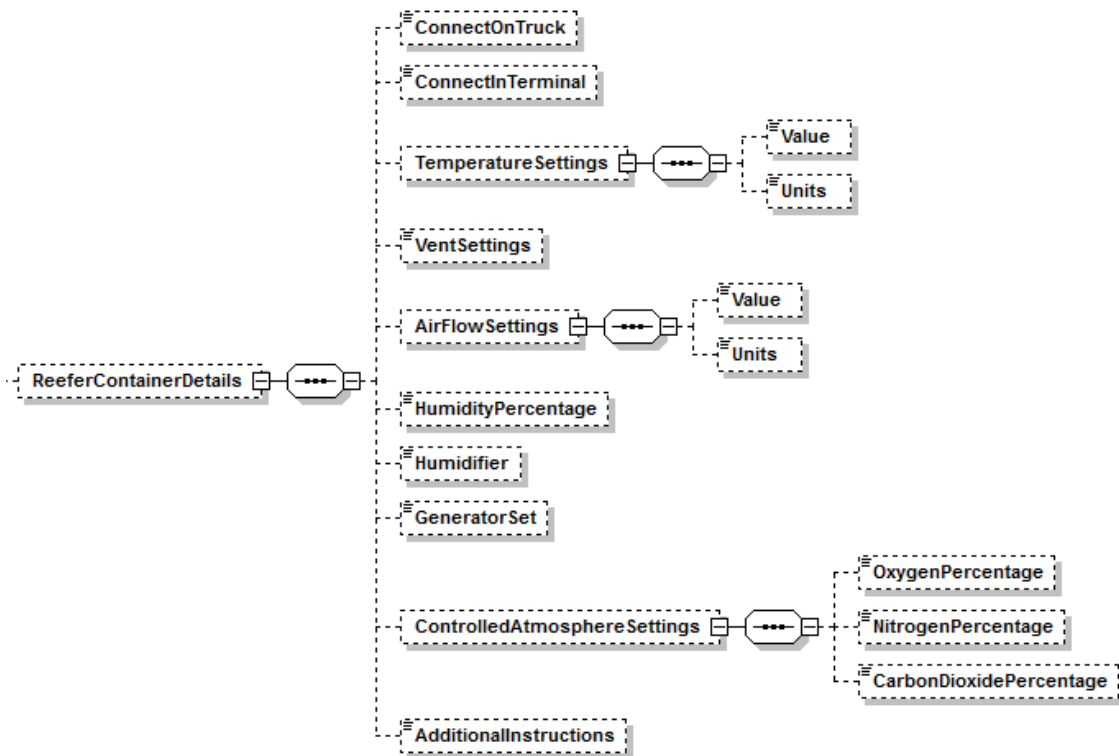 ConnectOnTruck
ConnectInTerminal
TemperatureSettings
Value
Units
VentSettings
AirFlowSettings
Value
Units
ReeferContainerDetails
HumidityPercentage
Humidifier
GeneratorSet
ControlledAtmosphereSettings
OxygenPercentage
NitrogenPercentage
CarbonDioxidePercentage
AdditionalInstructions